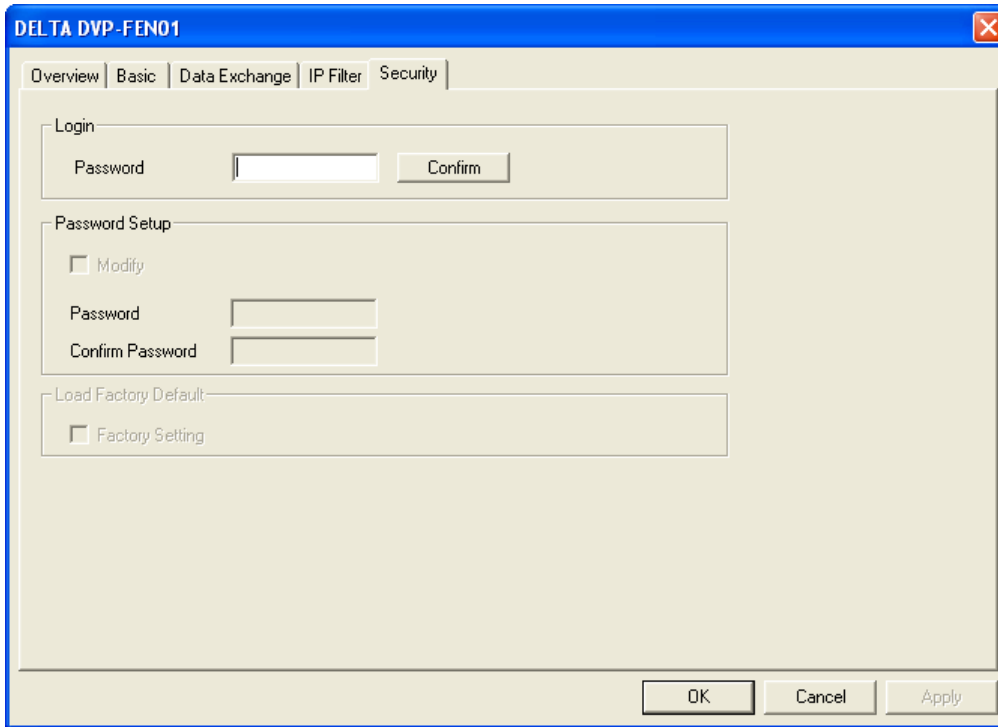 DELTA DVP-FEN01
Overview Basic Data Exchange IP Filter Security
Login
Password Confirm
Password Setup
Modify
Password
Confirm Password
Load Factory Default
Factory Setting
OK Cancel Apply